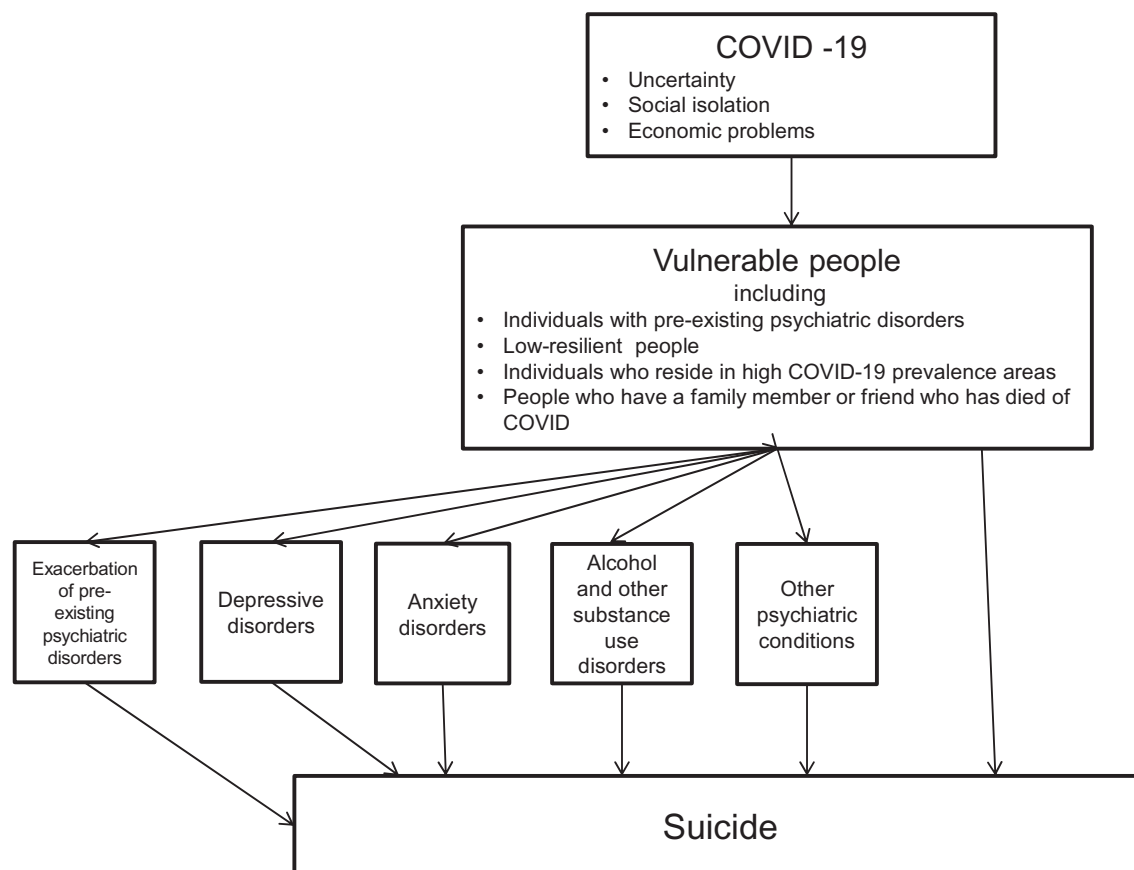 COVID -19
• Uncertainty
• Social isolation
• Economic problems
Vulnerable people
including
• Individuals with pre-existing psychiatric disorders
• Low-resilient people
• Individuals who reside in high COVID-19 prevalence areas
• People who have a family member or friend who has died of
COVID
Exacerbation
of pre-
existing
psychiatric
disorders
Depressive
disorders
Anxiety
disorders
Alcohol
and other
substance
use
disorders
Other
psychiatric
conditions
Suicide